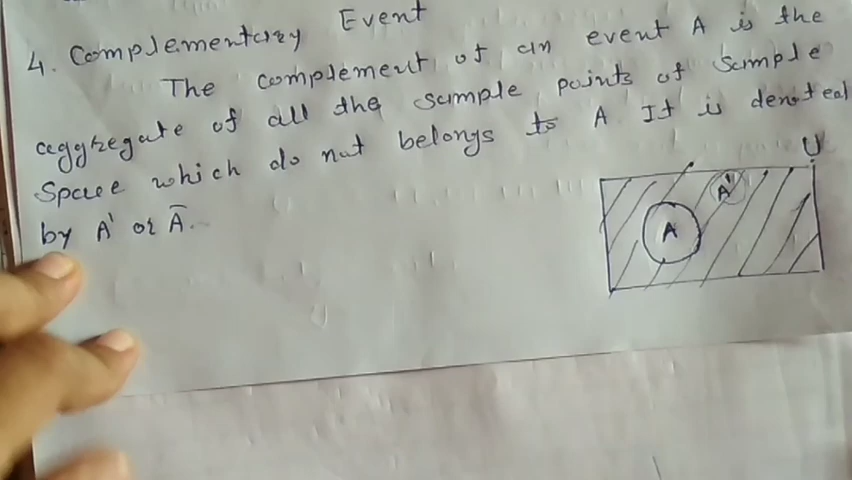 4. Complementary Event
The complement of an event A is the
aggregate of all the sample points of sample
space which do not belongs to A It is denoted
by A' or Ā.
U
A'
A